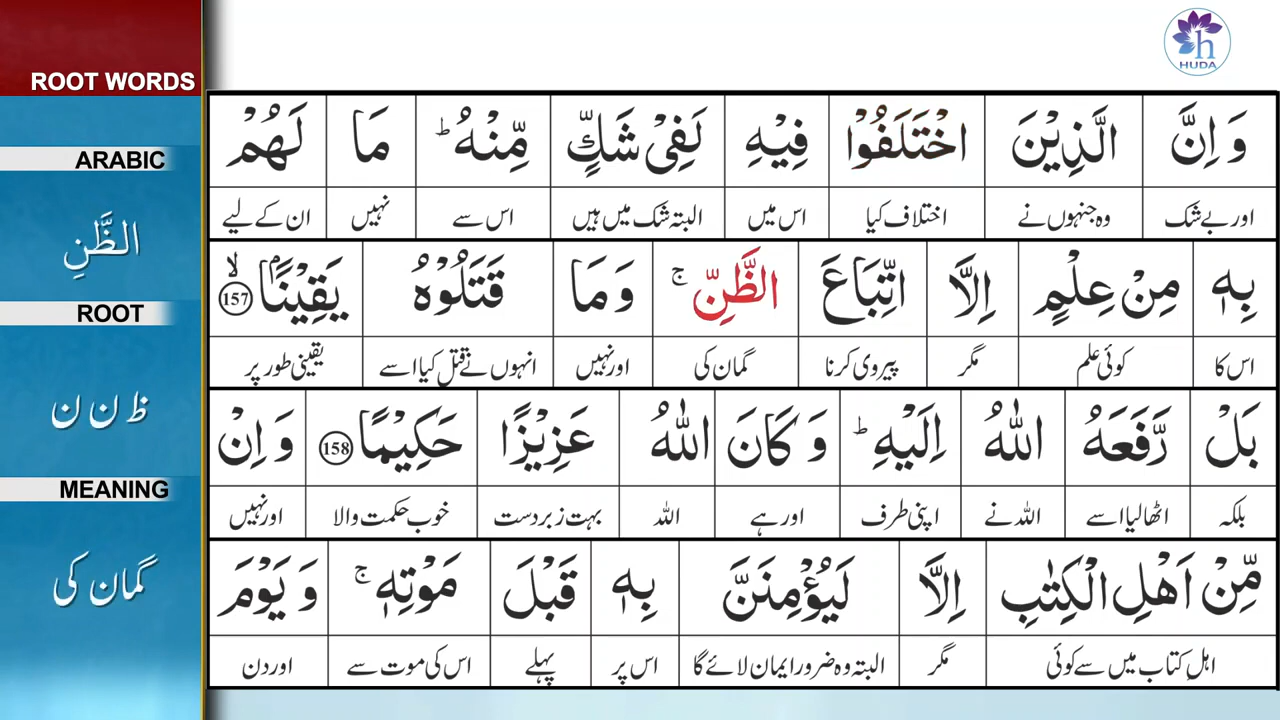 ROOT WORDS
ARABIC
الظَّنِ
ROOT
ظ ن ن
MEANING
گمان کی
h
HUDA
وَ اِنَّ الَّذِيْنَ اخْتَلَفُوْا فِيْهِ لَفِيْ شَكٍّ مِّنْهُ ؕ مَا لَهُمْ
اور بے شک وہ جنہوں نے اختلاف کیا اس میں البتہ شک میں ہیں اس سے نہیں ان کے لیے
بِهٖ مِنْ عِلْمٍ اِلَّا اتِّبَاعَ الظَّنِّ ۚ وَ مَا قَتَلُوْهُ يَقِيْنًۢا ۙ 157
اس کا کوئی علم مگر پیروی کرنا گمان کی اور نہیں انہوں نے قتل کیا اسے یقینی طور پر
بَلْ رَّفَعَهُ اللّٰهُ اِلَيْهِ ؕ وَ كَانَ اللّٰهُ عَزِيْزًا حَكِيْمًا 158 وَ اِنْ
بلکہ اٹھا لیا اسے اللہ نے اپنی طرف اور ہے اللہ بہت زبردست خوب حکمت والا اور نہیں
مِّنْ اَهْلِ الْكِتٰبِ اِلَّا لَيُؤْمِنَنَّ بِهٖ قَبْلَ مَوْتِهٖ ۚ وَ يَوْمَ
اہلِ کتاب میں سے کوئی مگر البتہ وہ ضرور ایمان لائے گا اس پر پہلے اس کی موت سے اور دن